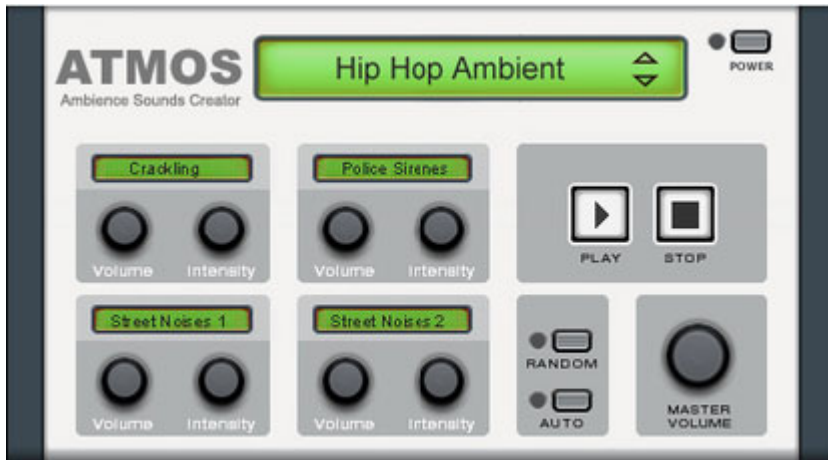 ATMOS
Ambience Sounds Creator
Hip Hop Ambient
POWER
Crackling
Volume Intensity
Police Sirenes
Volume Intensity
PLAY STOP
Street Noises 1
Volume Intensity
Street Noises 2
Volume Intensity
RANDOM
AUTO
MASTER
VOLUME